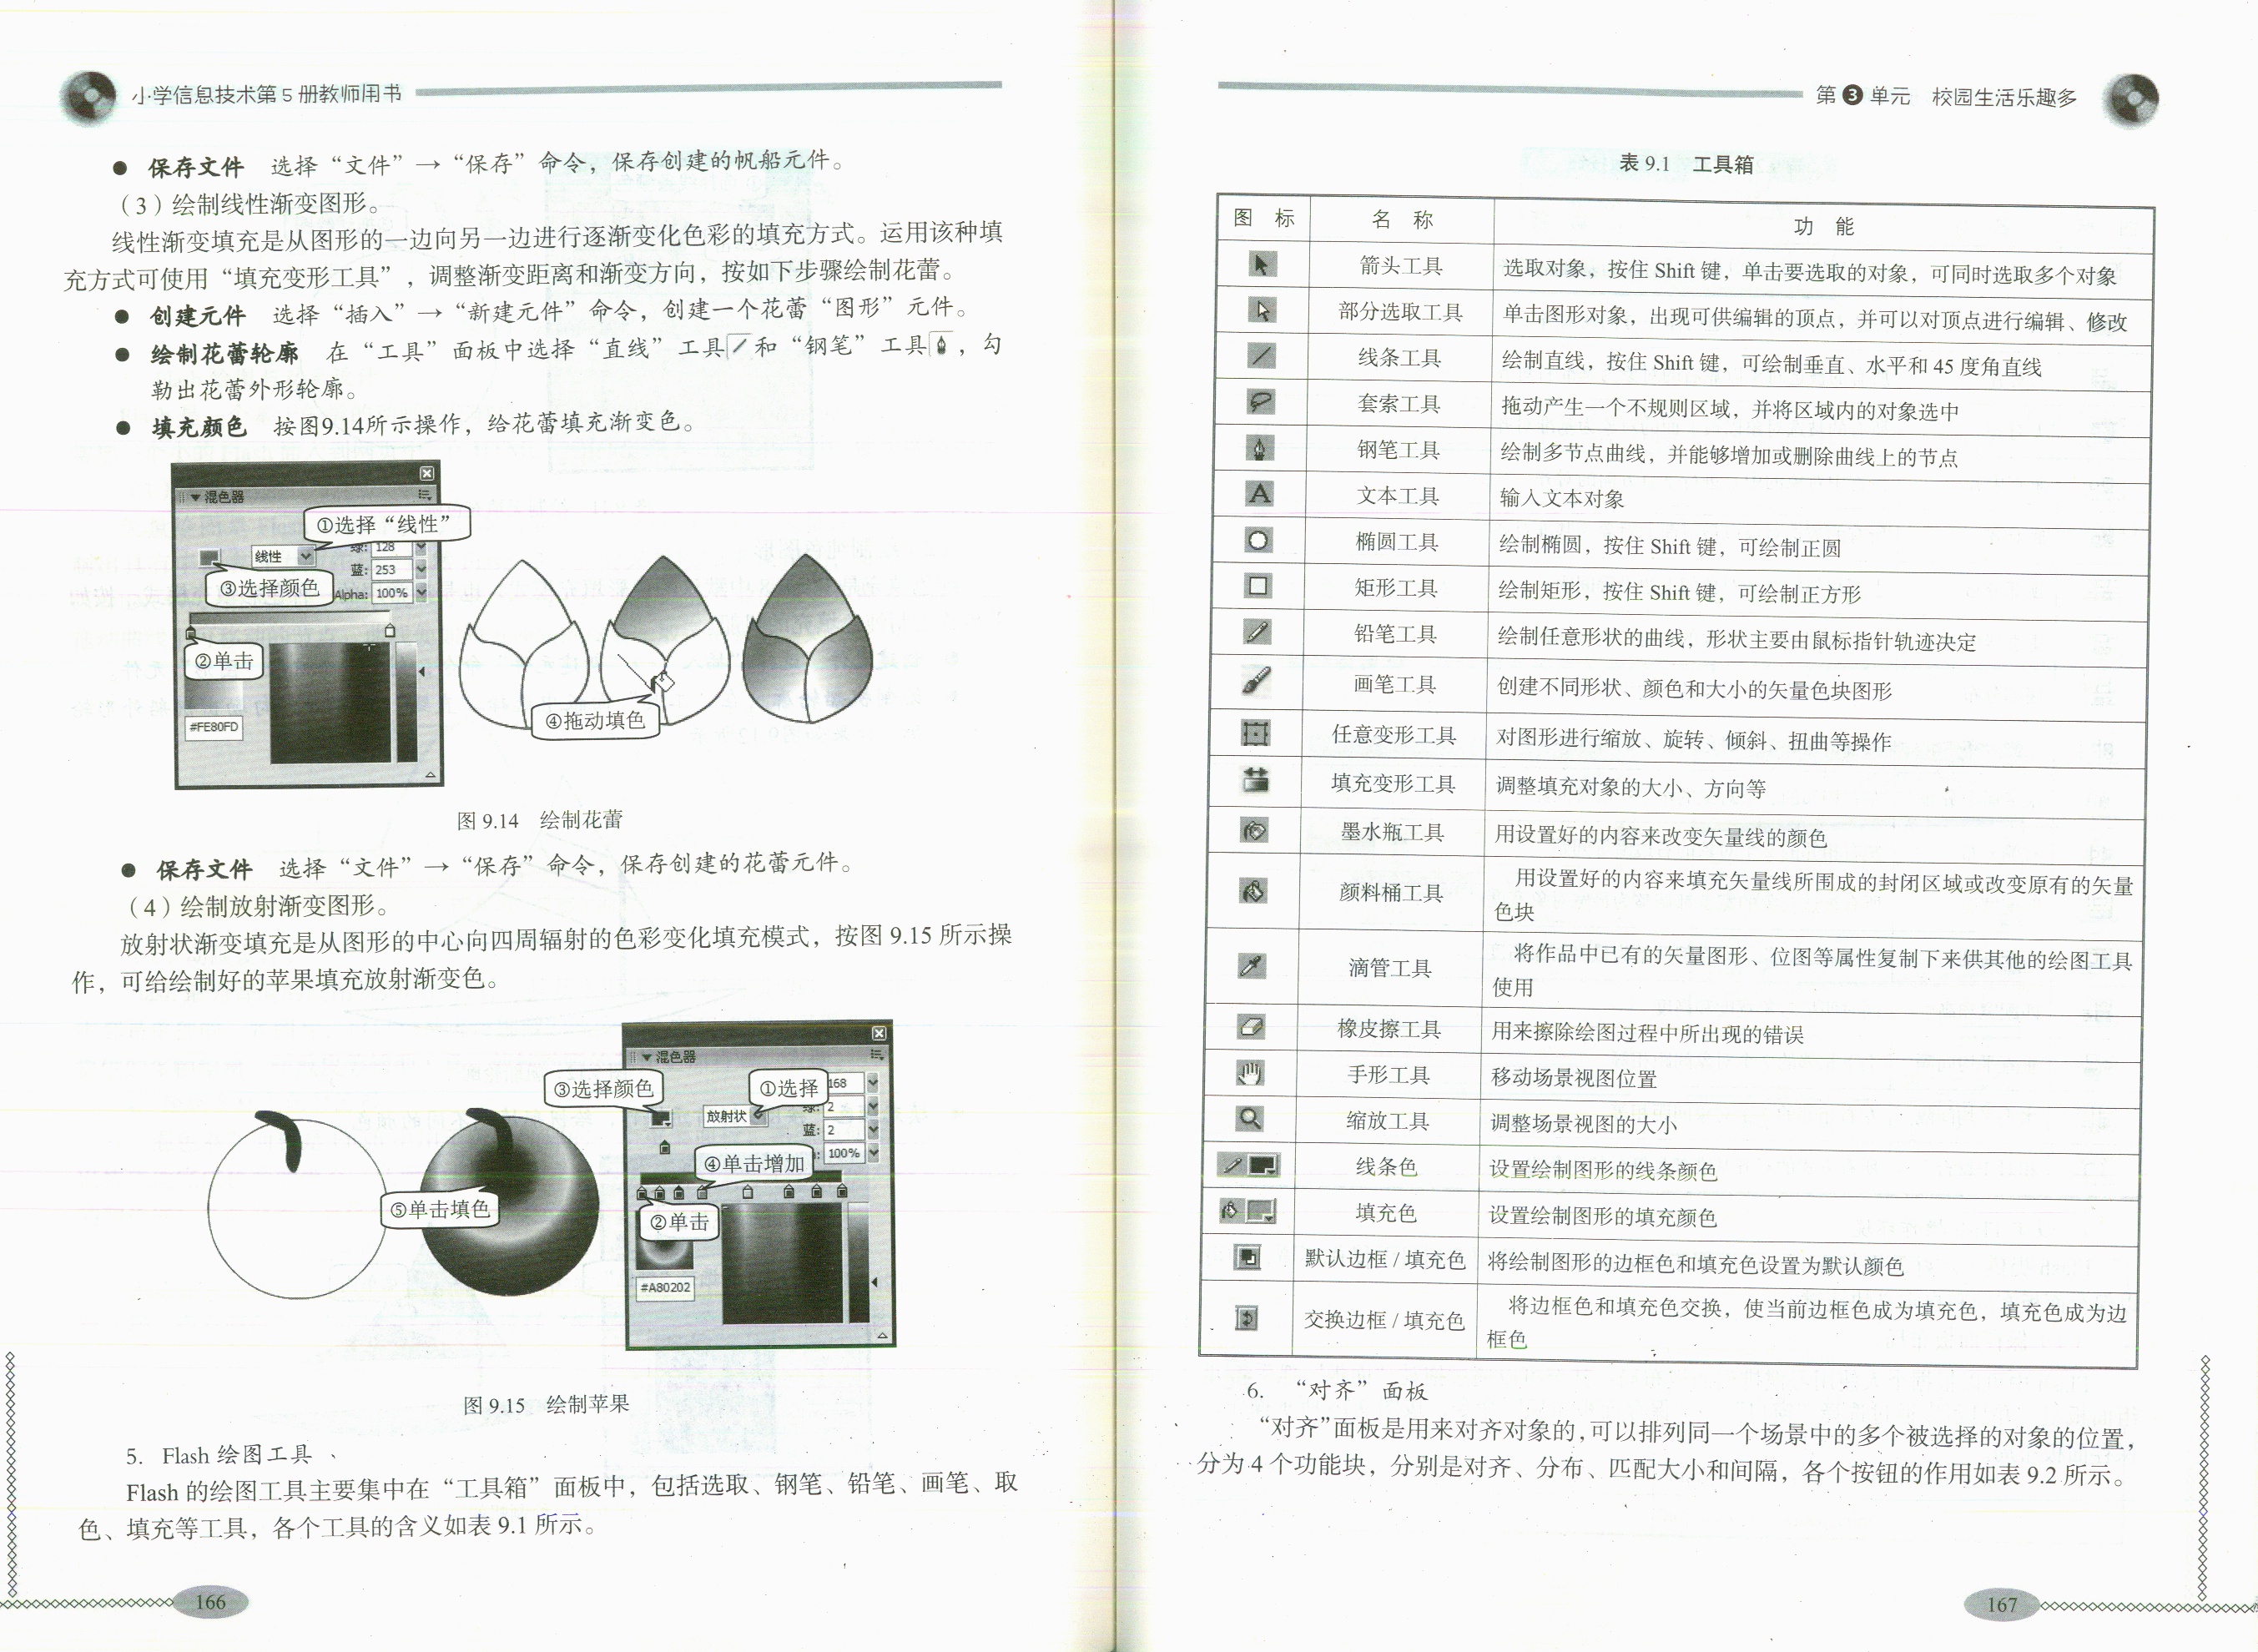 小学信息技术第5册教师用书
● 保存文件 选择“文件”→“保存”命令，保存创建的帆船元件。
（3）绘制线性渐变图形。
线性渐变填充是从图形的一边向另一边进行逐渐变化色彩的填充方式。运用该种填
充方式可使用“填充变形工具”，调整渐变距离和渐变方向，按如下步骤绘制花蕾。
● 创建元件 选择“插入”→“新建元件”命令，创建一个花蕾“图形”元件。
● 绘制花蕾轮廓 在“工具”面板中选择“直线”工具和“钢笔”工具，勾
勒出花蕾外形轮廓。
● 填充颜色 按图9.14所示操作，给花蕾填充渐变色。
混色器
①选择“线性”
线性
绿: 128
蓝: 253
③选择颜色
Alpha: 100%
②单击
#FE80FD
④拖动填色
图 9.14 绘制花蕾
● 保存文件 选择“文件”→“保存”命令，保存创建的花蕾元件。
（4）绘制放射渐变图形。
放射状渐变填充是从图形的中心向四周辐射的色彩变化填充模式，按图 9.15 所示操
作，可给绘制好的苹果填充放射渐变色。
混色器
③选择颜色
①选择
168
放射状
绿: 2
蓝: 2
100%
④单击增加
⑤单击填色
②单击
#A80202
图 9.15 绘制苹果
5. Flash 绘图工具
Flash 的绘图工具主要集中在“工具箱”面板中，包括选取、钢笔、铅笔、画笔、取
色、填充等工具，各个工具的含义如表 9.1 所示。
166
第3单元 校园生活乐趣多
表 9.1 工具箱
图 标 名 称 功 能
箭头工具 选取对象，按住 Shift 键，单击要选取的对象，可同时选取多个对象
部分选取工具 单击图形对象，出现可供编辑的顶点，并可以对顶点进行编辑、修改
线条工具 绘制直线，按住 Shift 键，可绘制垂直、水平和 45 度角直线
套索工具 拖动产生一个不规则区域，并将区域内的对象选中
钢笔工具 绘制多节点曲线，并能够增加或删除曲线上的节点
A 文本工具 输入文本对象
椭圆工具 绘制椭圆，按住 Shift 键，可绘制正圆
矩形工具 绘制矩形，按住 Shift 键，可绘制正方形
铅笔工具 绘制任意形状的曲线，形状主要由鼠标指针轨迹决定
画笔工具 创建不同形状、颜色和大小的矢量色块图形
任意变形工具 对图形进行缩放、旋转、倾斜、扭曲等操作
填充变形工具 调整填充对象的大小、方向等
墨水瓶工具 用设置好的内容来改变矢量线的颜色
颜料桶工具 用设置好的内容来填充矢量线所围成的封闭区域或改变原有的矢量
色块
滴管工具 将作品中已有的矢量图形、位图等属性复制下来供其他的绘图工具
使用
橡皮擦工具 用来擦除绘图过程中所出现的错误
手形工具 移动场景视图位置
缩放工具 调整场景视图的大小
线条色 设置绘制图形的线条颜色
填充色 设置绘制图形的填充颜色
默认边框 / 填充色 将绘制图形的边框色和填充色设置为默认颜色
交换边框 / 填充色 将边框色和填充色交换，使当前边框色成为填充色，填充色成为边
框色
6. “对齐”面板
“对齐”面板是用来对齐对象的，可以排列同一个场景中的多个被选择的对象的位置，
分为 4 个功能块，分别是对齐、分布、匹配大小和间隔，各个按钮的作用如表 9.2 所示。
167